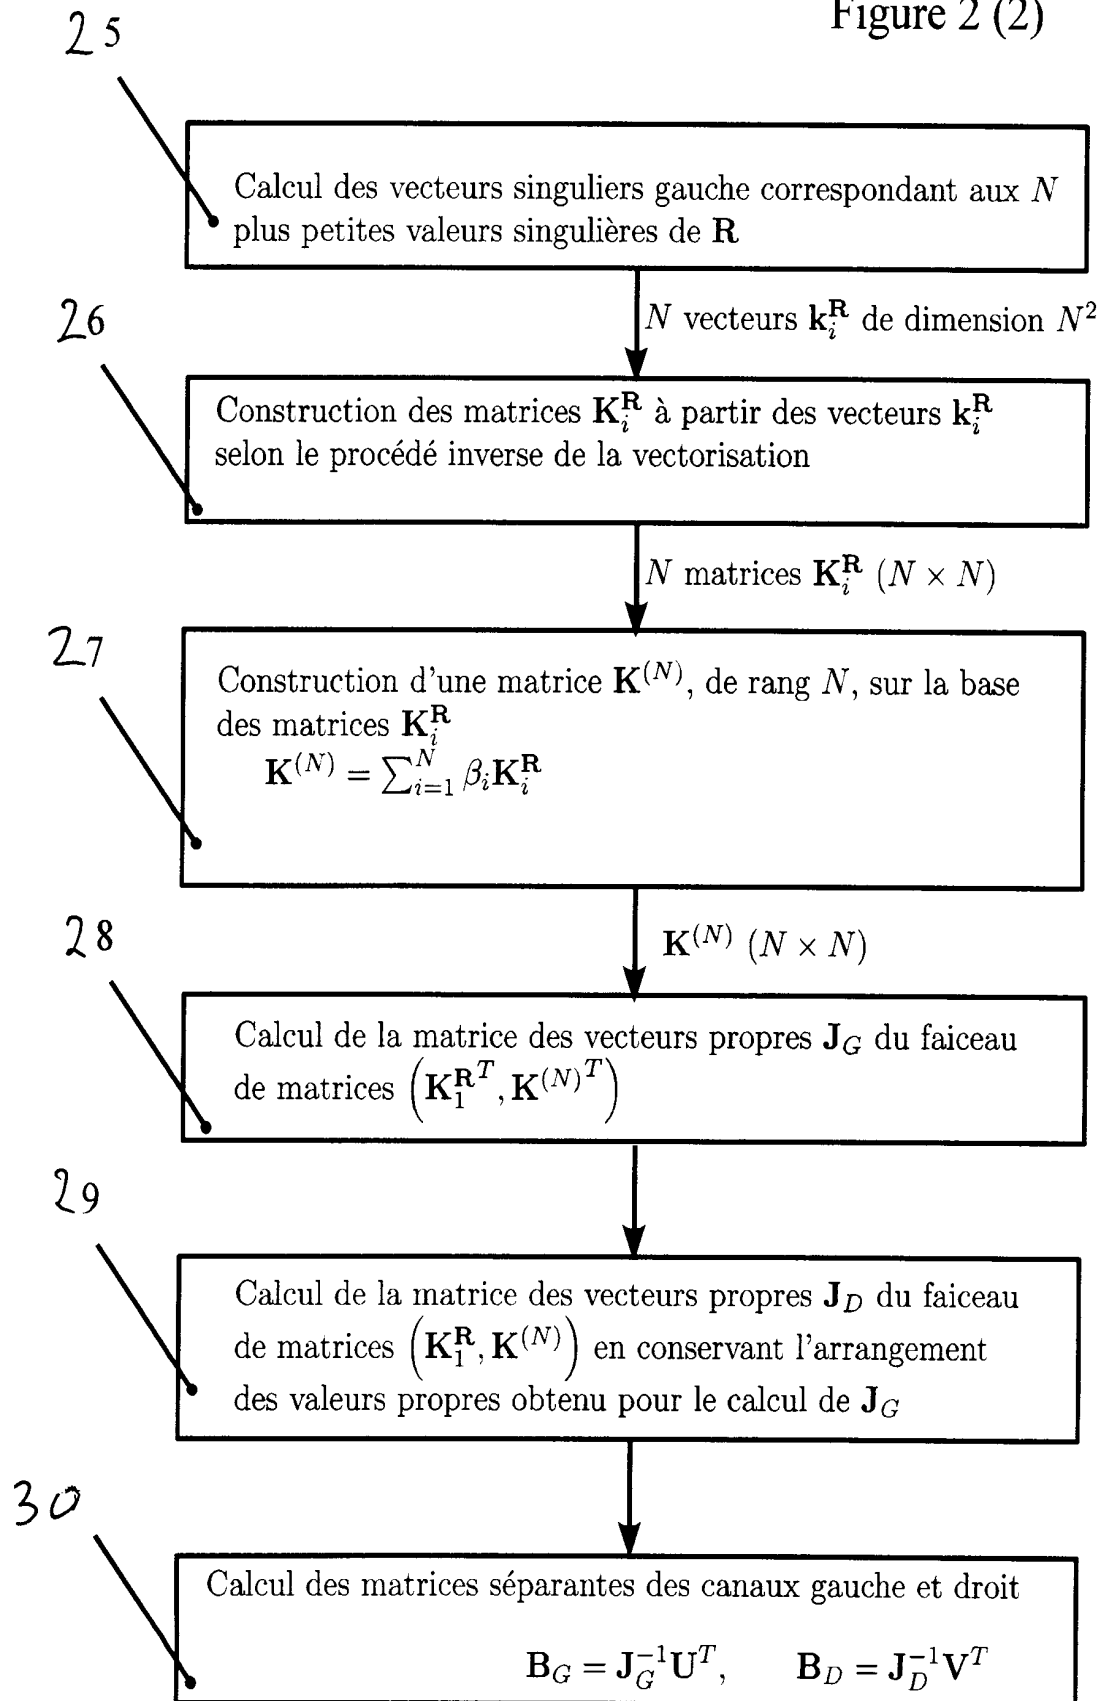 Figure 2 (2)
25
Calcul des vecteurs singuliers gauche correspondant aux N
plus petites valeurs singulières de R
N vecteurs k_i^R de dimension N^2
26
Construction des matrices K_i^R à partir des vecteurs k_i^R
selon le procédé inverse de la vectorisation
N matrices K_i^R (N × N)
27
Construction d'une matrice K^(N), de rang N, sur la base
des matrices K_i^R
K^(N) = ∑_{i=1}^N β_i K_i^R
K^(N) (N × N)
28
Calcul de la matrice des vecteurs propres J_G du faiceau
de matrices (K_1^R^T, K^(N)^T)
29
Calcul de la matrice des vecteurs propres J_D du faiceau
de matrices (K_1^R, K^(N)) en conservant l'arrangement
des valeurs propres obtenu pour le calcul de J_G
30
Calcul des matrices séparantes des canaux gauche et droit
B_G = J_G^{-1}U^T, B_D = J_D^{-1}V^T